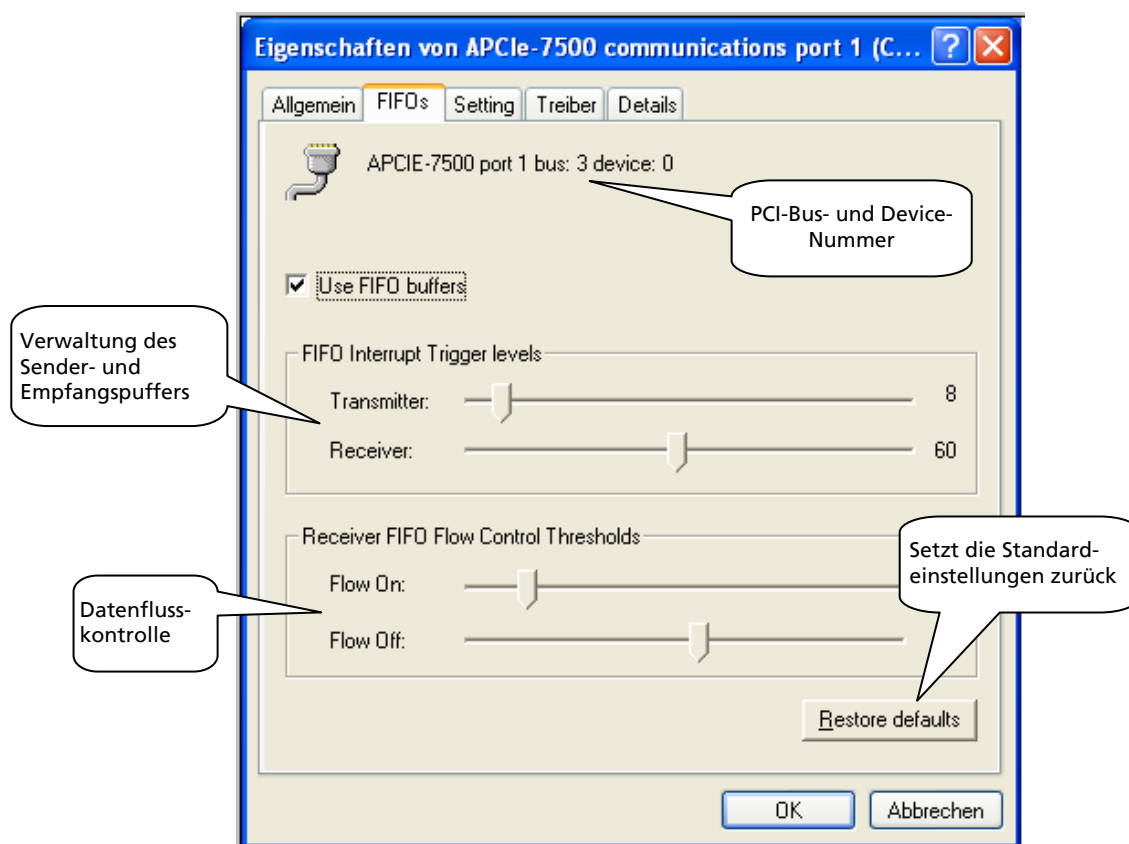 Eigenschaften von APCIe-7500 communications port 1 (C...
Allgemein
FIFOs
Setting
Treiber
Details
APCIE-7500 port 1 bus: 3 device: 0
PCI-Bus- und Device-
Nummer
Use FIFO buffers
Verwaltung des
Sender- und
Empfangspuffers
FIFO Interrupt Trigger levels
Transmitter:
8
Receiver:
60
Receiver FIFO Flow Control Thresholds
Setzt die Standard-
einstellungen zurück
Flow On:
Datenfluss-
kontrolle
Flow Off:
Restore defaults
OK
Abbrechen